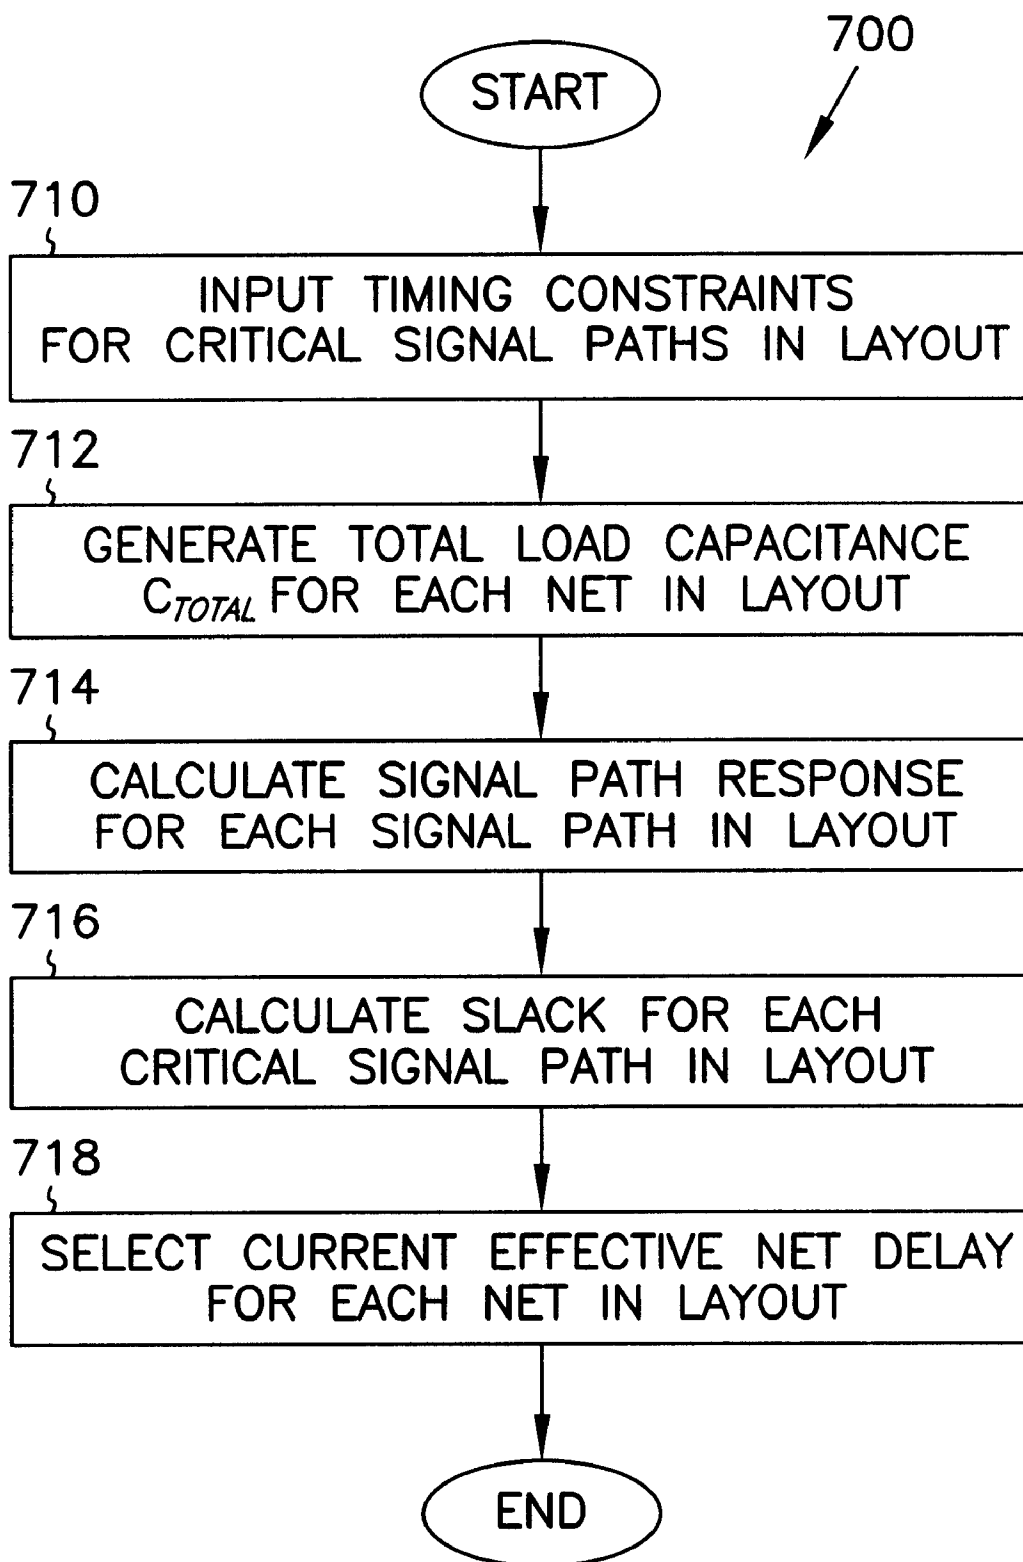 700
START
710
INPUT TIMING CONSTRAINTS
FOR CRITICAL SIGNAL PATHS IN LAYOUT
712
GENERATE TOTAL LOAD CAPACITANCE
CTOTAL FOR EACH NET IN LAYOUT
714
CALCULATE SIGNAL PATH RESPONSE
FOR EACH SIGNAL PATH IN LAYOUT
716
CALCULATE SLACK FOR EACH
CRITICAL SIGNAL PATH IN LAYOUT
718
SELECT CURRENT EFFECTIVE NET DELAY
FOR EACH NET IN LAYOUT
END